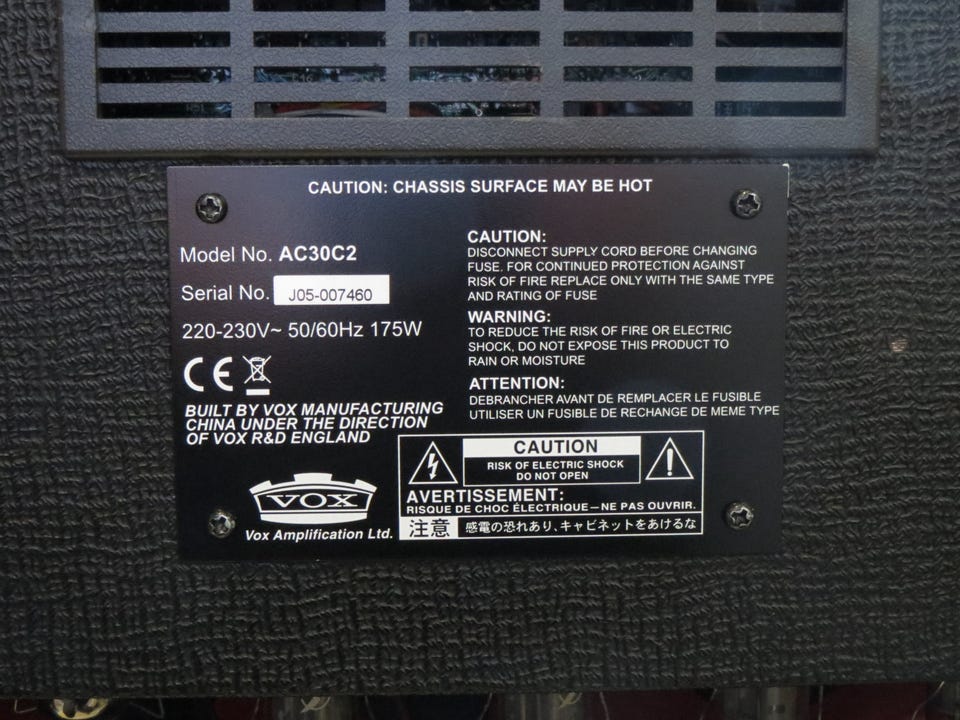 CAUTION: CHASSIS SURFACE MAY BE HOT
Model No. AC30C2
Serial No. J05-007460
220-230V~ 50/60Hz 175W
CE
BUILT BY VOX MANUFACTURING
CHINA UNDER THE DIRECTION
OF VOX R&D ENGLAND
VOX
Vox Amplification Ltd.
CAUTION:
DISCONNECT SUPPLY CORD BEFORE CHANGING
FUSE. FOR CONTINUED PROTECTION AGAINST
RISK OF FIRE REPLACE ONLY WITH THE SAME TYPE
AND RATING OF FUSE
WARNING:
TO REDUCE THE RISK OF FIRE OR ELECTRIC
SHOCK, DO NOT EXPOSE THIS PRODUCT TO
RAIN OR MOISTURE
ATTENTION:
DEBRANCHER AVANT DE REMPLACER LE FUSIBLE
UTILISER UN FUSIBLE DE RECHANGE DE MEME TYPE
CAUTION
RISK OF ELECTRIC SHOCK
DO NOT OPEN
AVERTISSEMENT:
RISQUE DE CHOC ÉLECTRIQUE—NE PAS OUVRIR.
注意 感電の恐れあり、キャビネットをあけるな